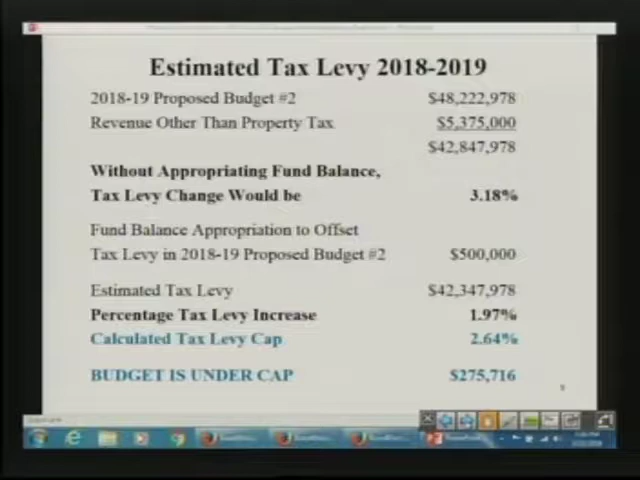 Estimated Tax Levy 2018-2019
2018-19 Proposed Budget #2 $48,222,978
Revenue Other Than Property Tax $5,375,000
$42,847,978
Without Appropriating Fund Balance,
Tax Levy Change Would be 3.18%
Fund Balance Appropriation to Offset
Tax Levy in 2018-19 Proposed Budget #2 $500,000
Estimated Tax Levy $42,347,978
Percentage Tax Levy Increase 1.97%
Calculated Tax Levy Cap 2.64%
BUDGET IS UNDER CAP $275,716